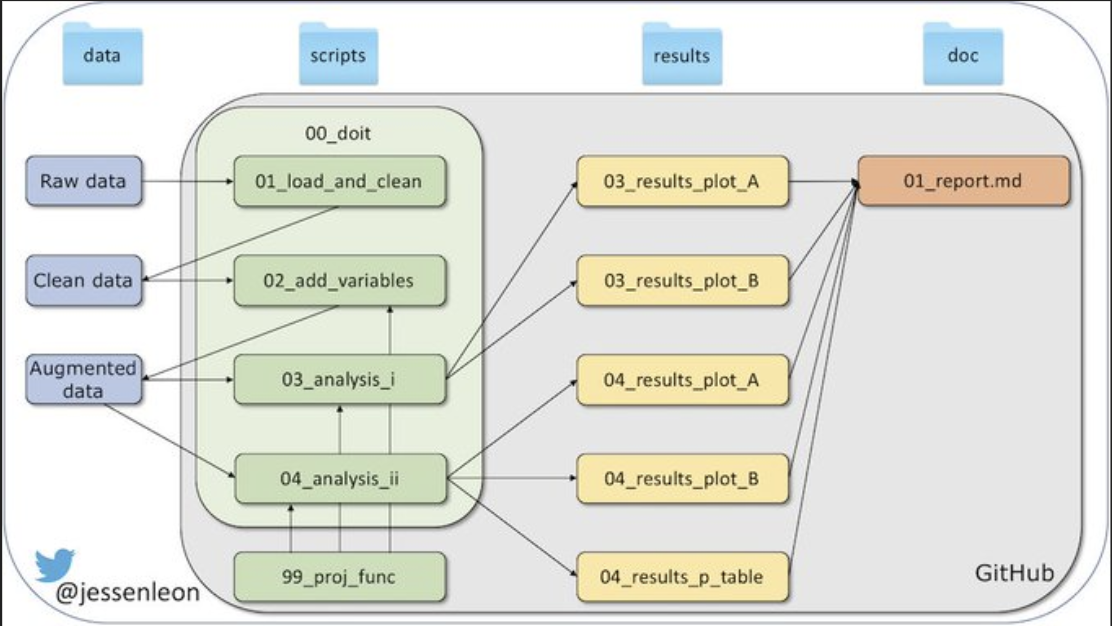 data
scripts
results
doc
00_doit
Raw data
01_load_and_clean
03_results_plot_A
01_report.md
Clean data
02_add_variables
03_results_plot_B
Augmented
data
03_analysis_i
04_results_plot_A
04_analysis_ii
04_results_plot_B
99_proj_func
04_results_p_table
GitHub
@jessenleon